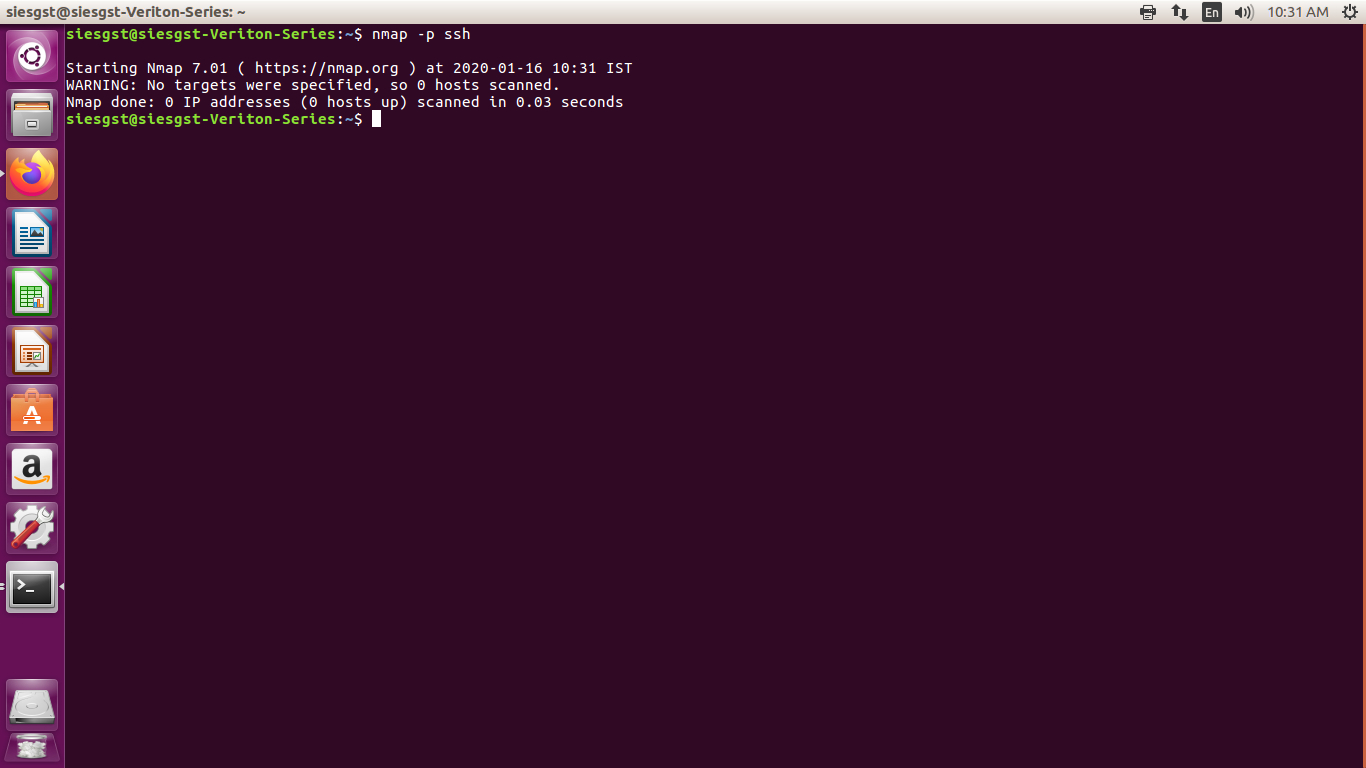 siesgst@siesgst-Veriton-Series: ~
En
10:31 AM
siesgst@siesgst-Veriton-Series:~$ nmap -p ssh
Starting Nmap 7.01 ( https://nmap.org ) at 2020-01-16 10:31 IST
WARNING: No targets were specified, so 0 hosts scanned.
Nmap done: 0 IP addresses (0 hosts up) scanned in 0.03 seconds
siesgst@siesgst-Veriton-Series:~$